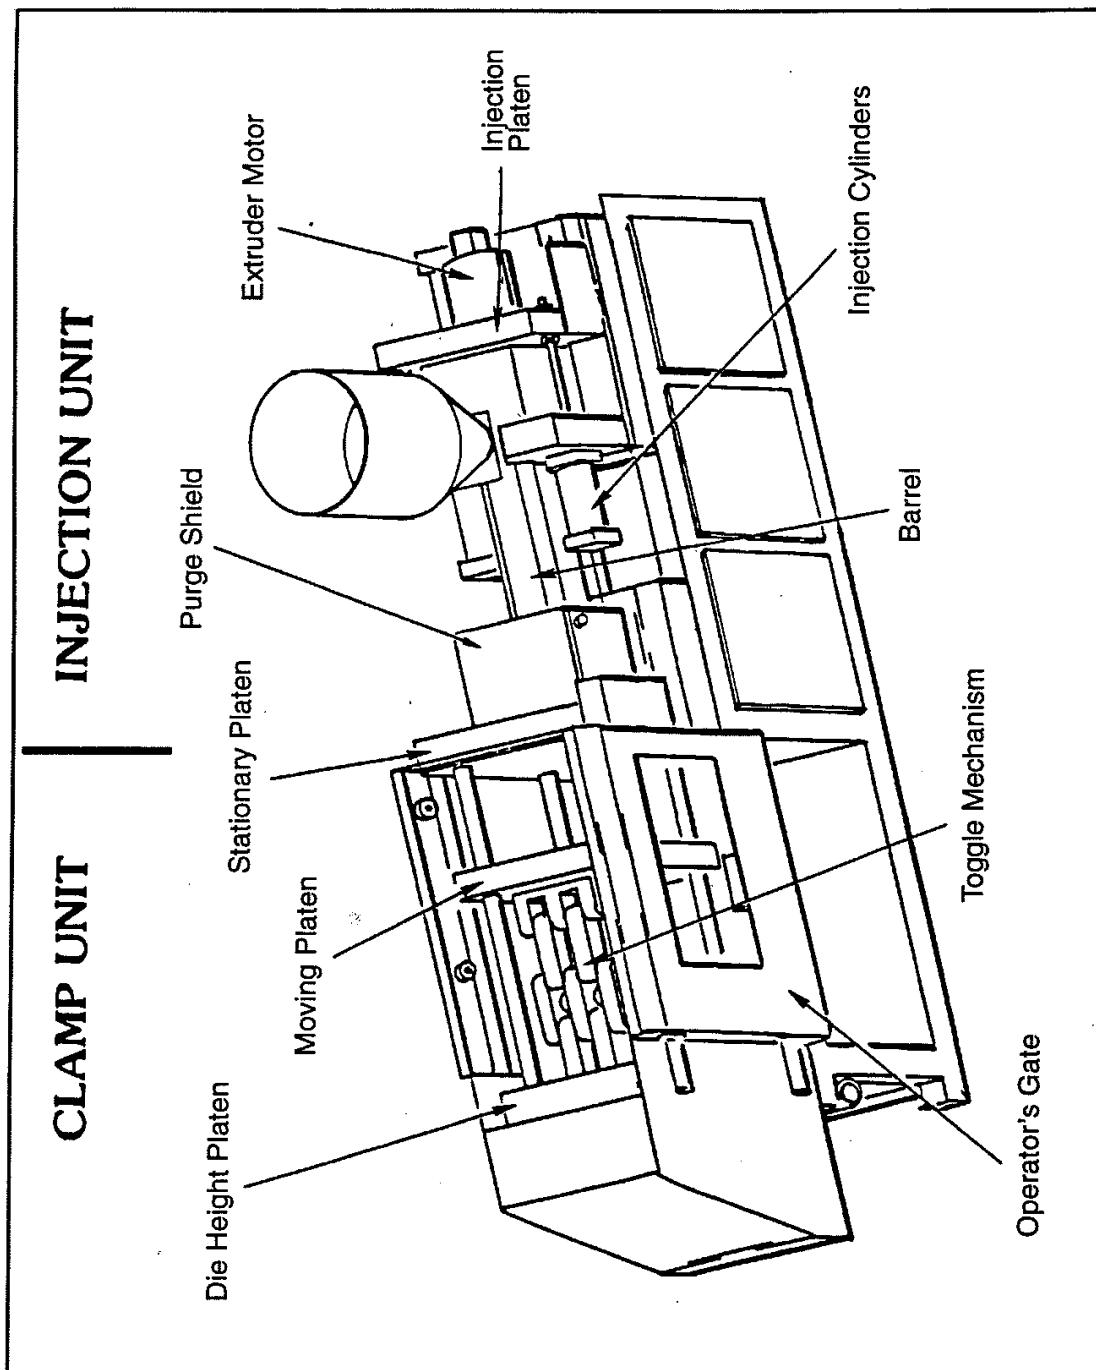 CLAMP UNIT
INJECTION UNIT
Die Height Platen
Moving Platen
Stationary Platen
Purge Shield
Extruder Motor
Injection
Platen
Operator's Gate
Toggle Mechanism
Barrel
Injection Cylinders